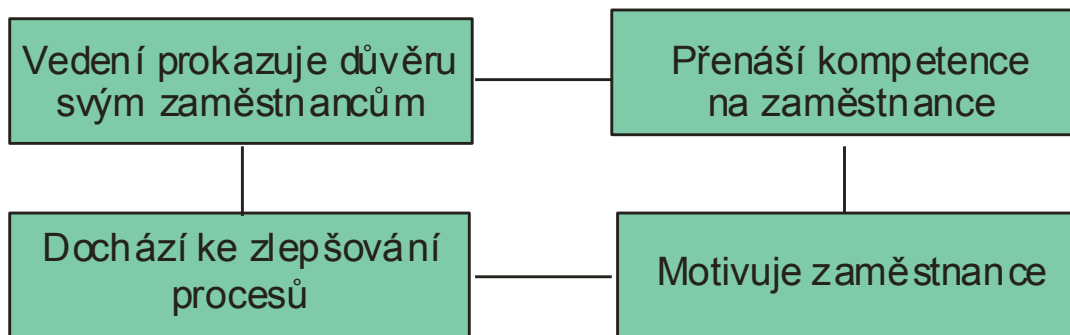 Vedení prokazuje důvěru
svým zaměstnancům
Přenáší kompetence
na zaměstnance
Dochází ke zlepšování
procesů
Motivuje zaměstnance